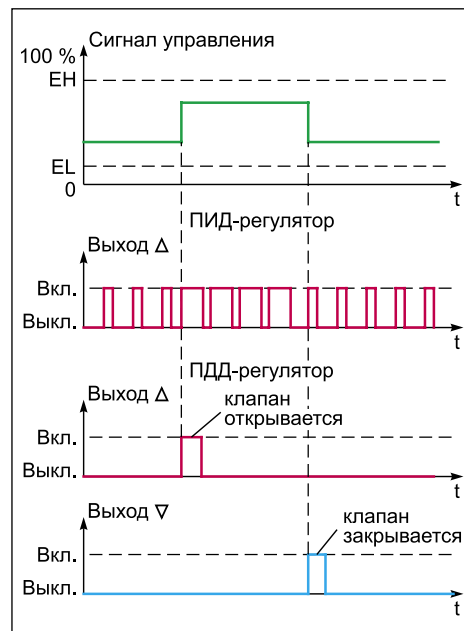 Сигнал управления
100 %
EH
EL
0
t
ПИД-регулятор
Выход Δ
Вкл.
Выкл.
t
ПДД-регулятор
Выход Δ
клапан
открывается
Вкл.
Выкл.
t
Выход ∇
клапан
закрывается
Вкл.
Выкл.
t